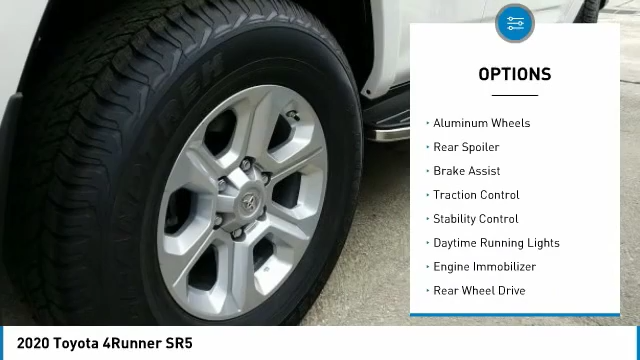 OPTIONS
· Aluminum Wheels
· Rear Spoiler
· Brake Assist
· Traction Control
· Stability Control
· Daytime Running Lights
· Engine Immobilizer
· Rear Wheel Drive
2020 Toyota 4Runner SR5